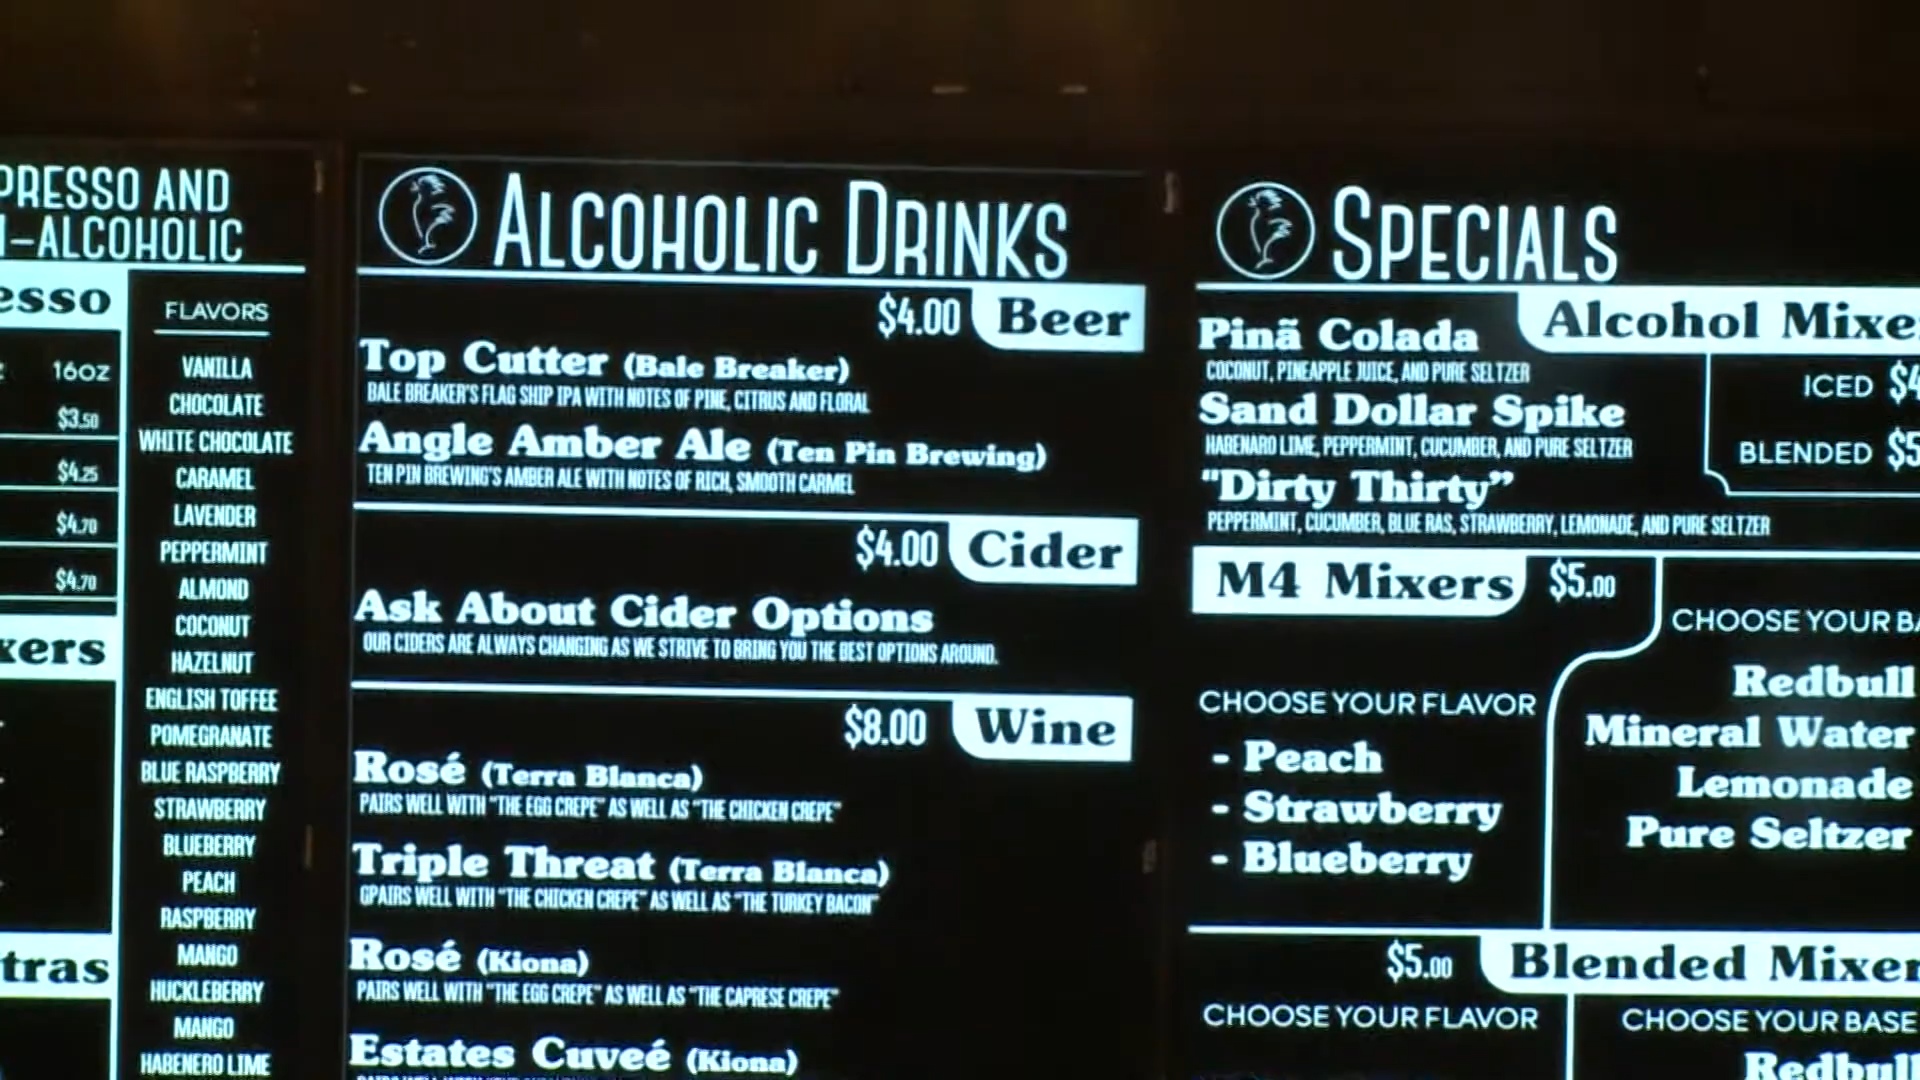 PRESSO AND
-ALCOHOLIC
esso
16OZ
$3.50
$4.25
$4.70
$4.70
xers
tras
FLAVORS
VANILLA
CHOCOLATE
WHITE CHOCOLATE
CARAMEL
LAVENDER
PEPPERMINT
ALMOND
COCONUT
HAZELNUT
ENGLISH TOFFEE
POMEGRANATE
BLUE RASPBERRY
STRAWBERRY
BLUEBERRY
PEACH
RASPBERRY
MANGO
HUCKLEBERRY
MANGO
HABENERO LIME
ALCOHOLIC DRINKS
$4.00 Beer
Top Cutter (Bale Breaker)
BALE BREAKER'S FLAG SHIP IPA WITH NOTES OF PINE, CITRUS AND FLORAL
Angle Amber Ale (Ten Pin Brewing)
TEN PIN BREWING'S AMBER ALE WITH NOTES OF RICH, SMOOTH CARMEL
$4.00 Cider
Ask About Cider Options
OUR CIDERS ARE ALWAYS CHANGING AS WE STRIVE TO BRING YOU THE BEST OPTIONS AROUND.
$8.00 Wine
Rosé (Terra Blanca)
PAIRS WELL WITH "THE EGG CREPE" AS WELL AS "THE CHICKEN CREPE"
Triple Threat (Terra Blanca)
GPAIRS WELL WITH "THE CHICKEN CREPE" AS WELL AS "THE TURKEY BACON"
Rosé (Kiona)
PAIRS WELL WITH "THE EGG CREPE" AS WELL AS "THE CAPRESE CREPE"
Estates Cuveé (Kiona)
SPECIALS
Alcohol Mixe
Pinã Colada
COCONUT, PINEAPPLE JUICE, AND PURE SELTZER
Sand Dollar Spike
HABENARO LIME, PEPPERMINT, CUCUMBER, AND PURE SELTZER
"Dirty Thirty"
PEPPERMINT, CUCUMBER, BLUE RAS, STRAWBERRY, LEMONADE, AND PURE SELTZER
ICED $4
BLENDED $5
M4 Mixers $5.00
CHOOSE YOUR FLAVOR
- Peach
- Strawberry
- Blueberry
CHOOSE YOUR BA
Redbull
Mineral Water
Lemonade
Pure Seltzer
$5.00 Blended Mixer
CHOOSE YOUR FLAVOR
CHOOSE YOUR BASE
Redbull